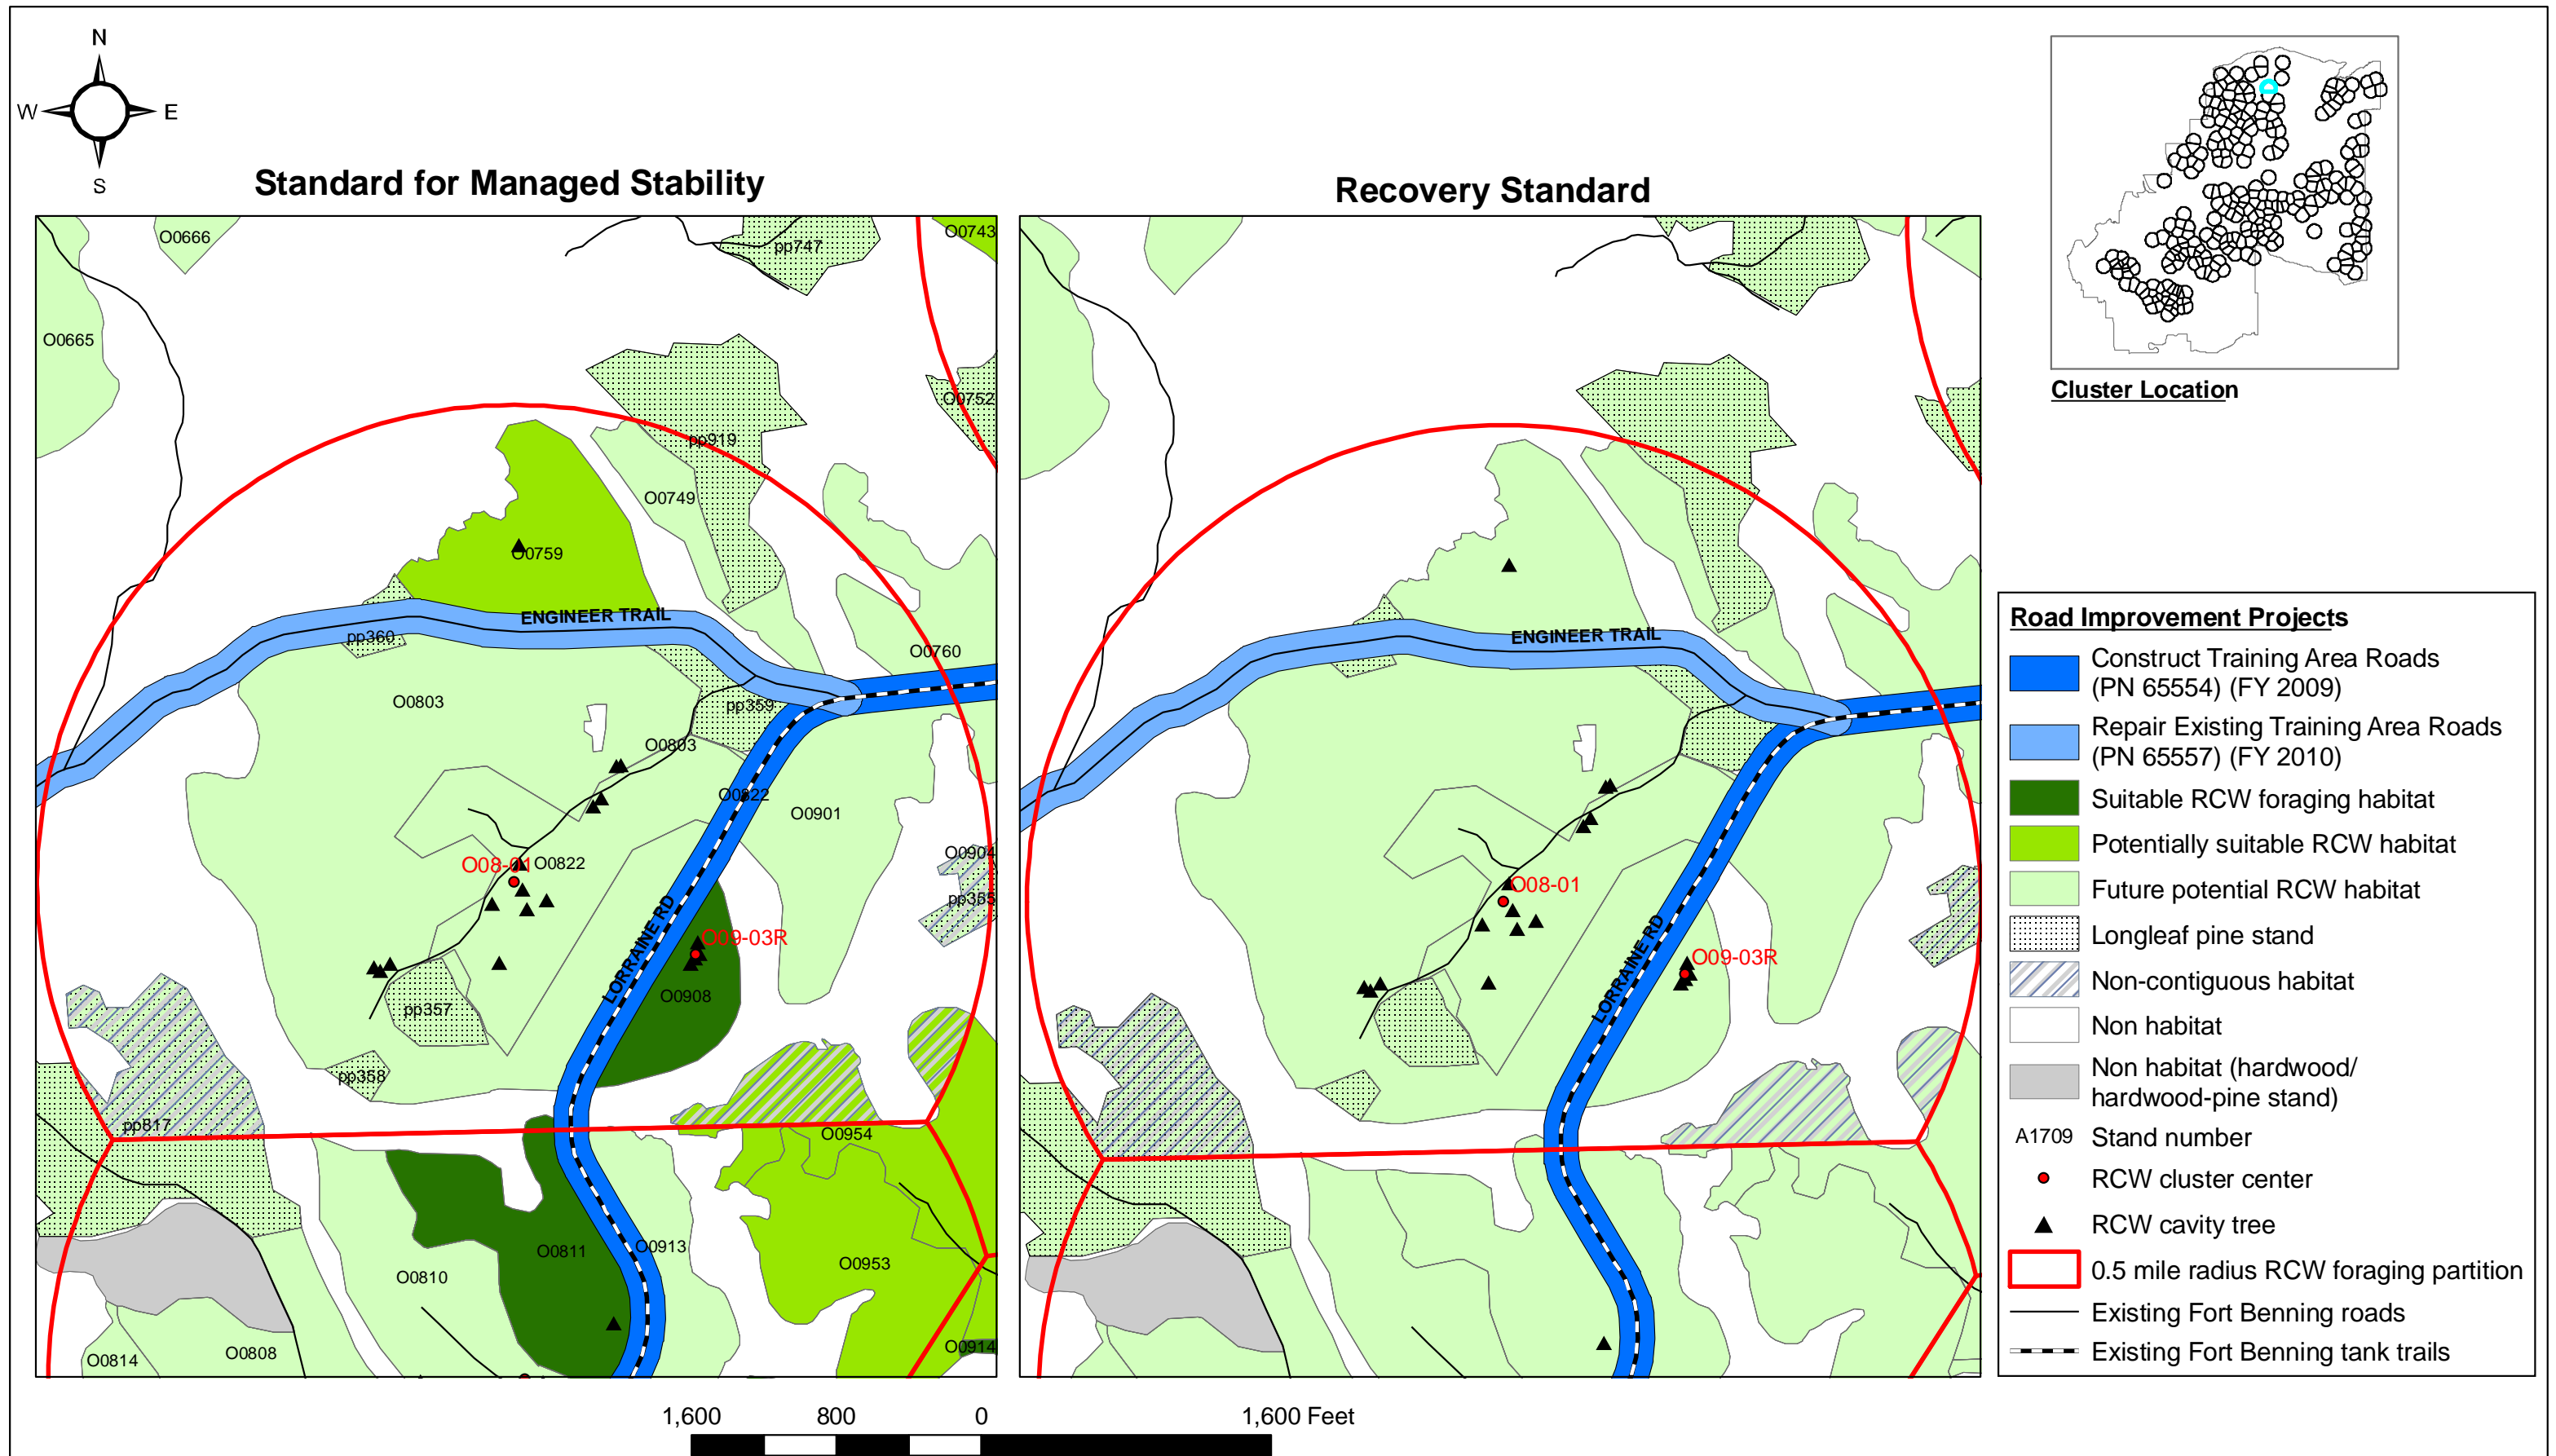 N
W
E
S
Standard for Managed Stability
Recovery Standard
Cluster Location
O0666
pp747
O0743
O0665
O0752
pp919
O0749
O0759
ENGINEER TRAIL
pp360
O0760
O0803
pp359
O0803
O0822
O0901
O08-01
O0822
O0904
pp355
LORRAINE RD
O09-03R
O0908
pp357
pp358
pp817
O0954
O0811
O0913
O0810
O0953
O0814
O0808
O0914
ENGINEER TRAIL
O08-01
LORRAINE RD
O09-03R
Road Improvement Projects
Construct Training Area Roads
(PN 65554) (FY 2009)
Repair Existing Training Area Roads
(PN 65557) (FY 2010)
Suitable RCW foraging habitat
Potentially suitable RCW habitat
Future potential RCW habitat
Longleaf pine stand
Non-contiguous habitat
Non habitat
Non habitat (hardwood/
hardwood-pine stand)
A1709 Stand number
RCW cluster center
RCW cavity tree
0.5 mile radius RCW foraging partition
Existing Fort Benning roads
Existing Fort Benning tank trails
1,600 800 0 1,600 Feet